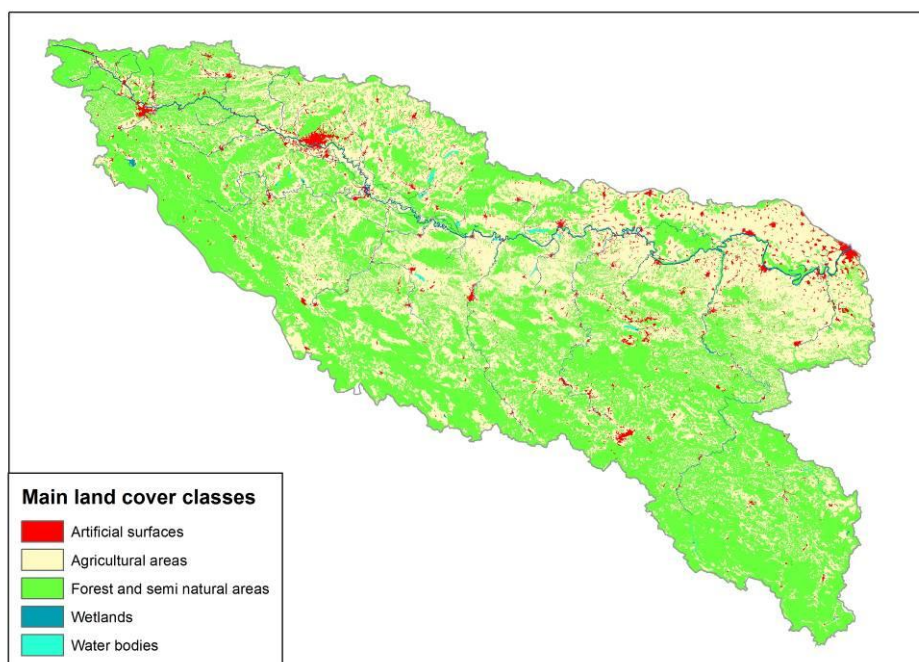 Main land cover classes
Artificial surfaces
Agricultural areas
Forest and semi natural areas
Wetlands
Water bodies